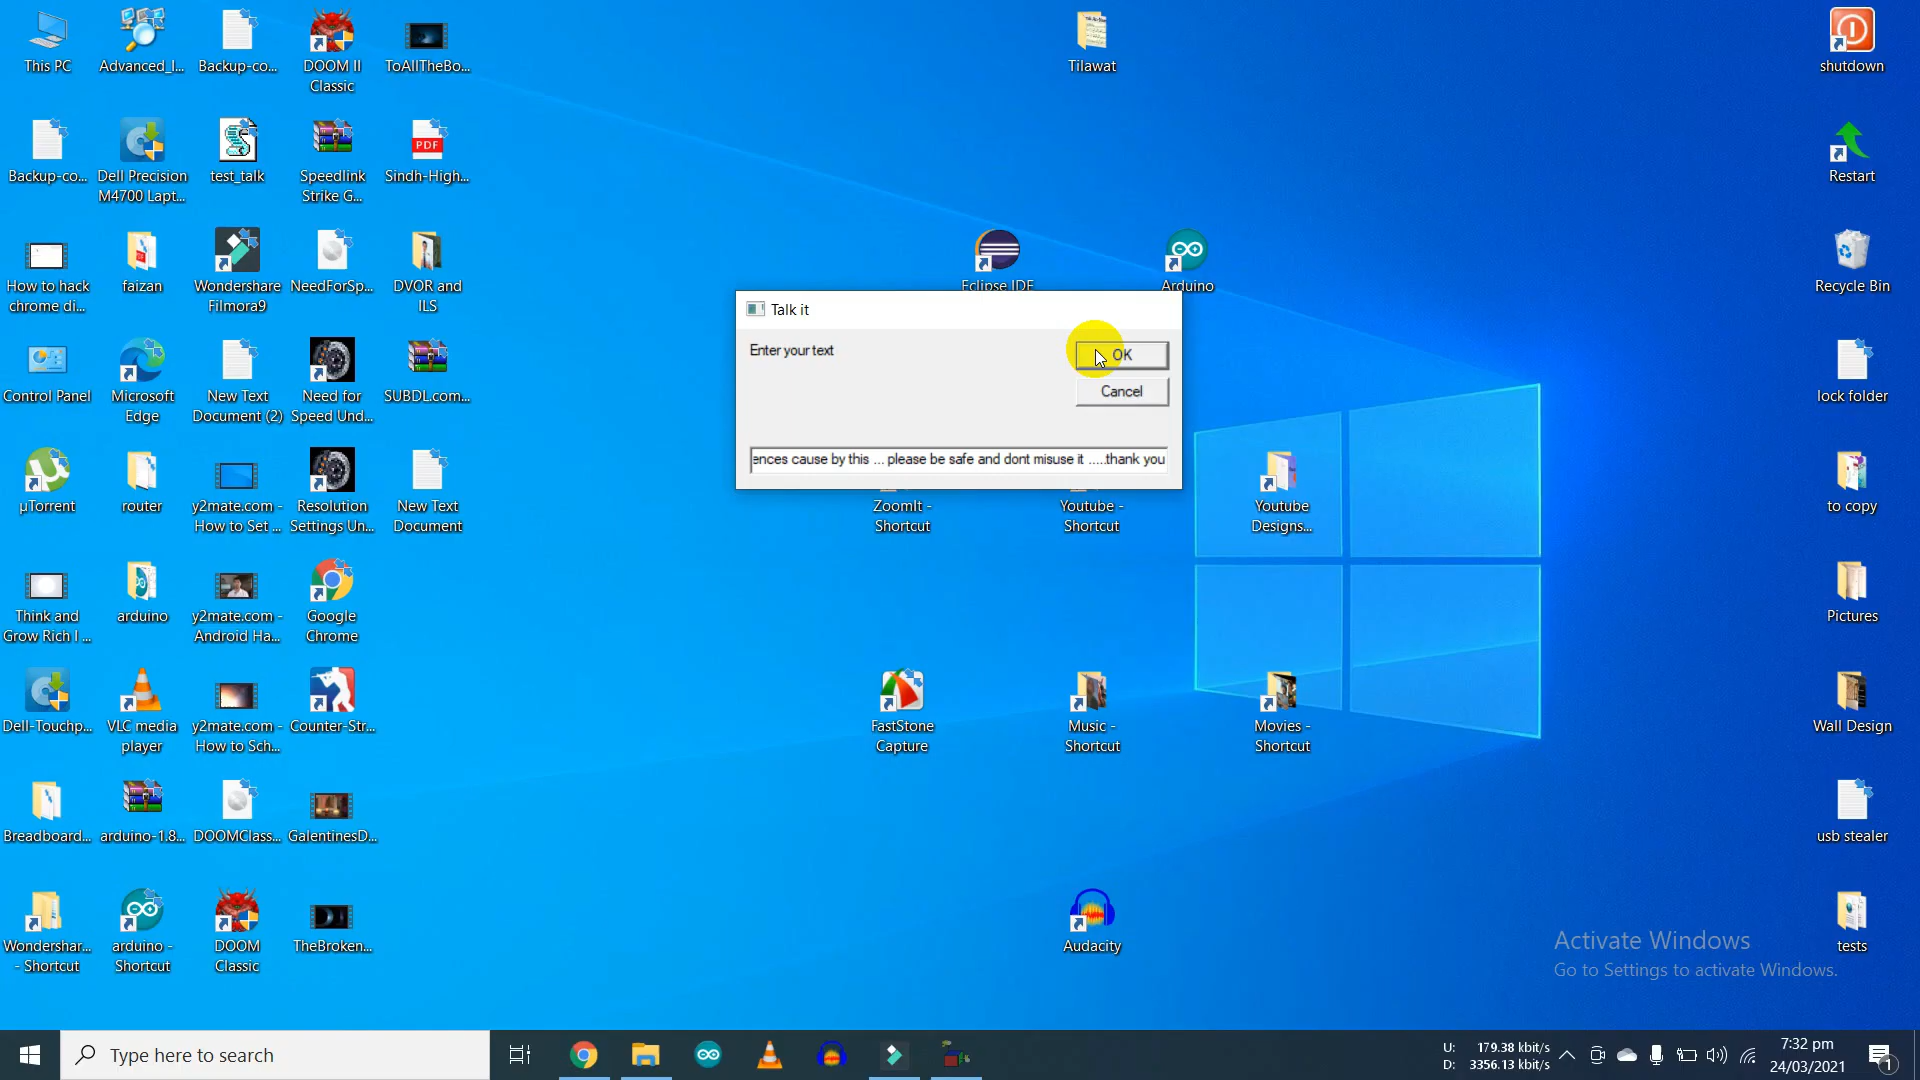 This PC
Advanced_I...
Backup-co...
DOOM II
Classic
ToAllTheBo...
Tilawat
shutdown
Backup-co...
Dell Precision
M4700 Lapt...
test_talk
Speedlink
Strike G...
PDF
Sindh-High...
Restart
How to hack
chrome di...
faizan
Wondershare
Filmora9
NeedForSp...
DVOR and
ILS
Eclipse IDE
Arduino
Recycle Bin
Talk it
Enter your text
OK
Cancel
ences cause by this ... please be safe and dont misuse it .....thank you
Control Panel
Microsoft
Edge
New Text
Document (2)
Need for
Speed Und...
SUBDL.com...
lock folder
µTorrent
router
y2mate.com -
How to Set ...
Resolution
Settings Un...
New Text
Document
ZoomIt -
Shortcut
Youtube -
Shortcut
Youtube
Designs...
to copy
Think and
Grow Rich I ...
arduino
y2mate.com -
Android Ha...
Google
Chrome
Pictures
Dell-Touchp...
VLC media
player
y2mate.com -
How to Sch...
Counter-Str...
FastStone
Capture
Music -
Shortcut
Movies -
Shortcut
Wall Design
Breadboard...
arduino-1.8...
DOOMClass...
GalentinesD...
usb stealer
Wondershar...
- Shortcut
arduino -
Shortcut
DOOM
Classic
TheBroken...
Audacity
tests
Activate Windows
Go to Settings to activate Windows.
Type here to search
U: 179.38 kbit/s
D: 3356.13 kbit/s
7:32 pm
24/03/2021
1